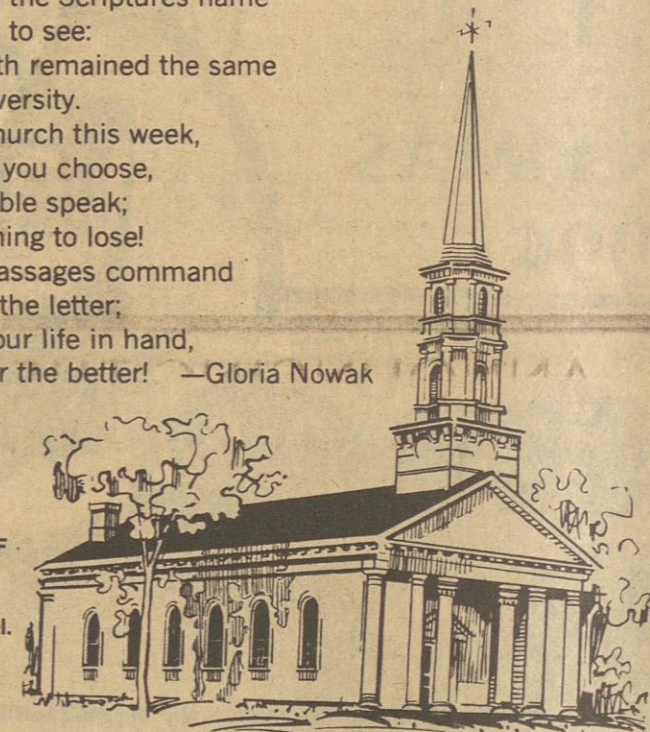 the Scriptures name
to see:
th remained the same
versity.
hurch this week,
you choose,
ble speak;
ning to lose!
assages command
the letter;
our life in hand,
r the better! —Gloria Nowak
F
l.